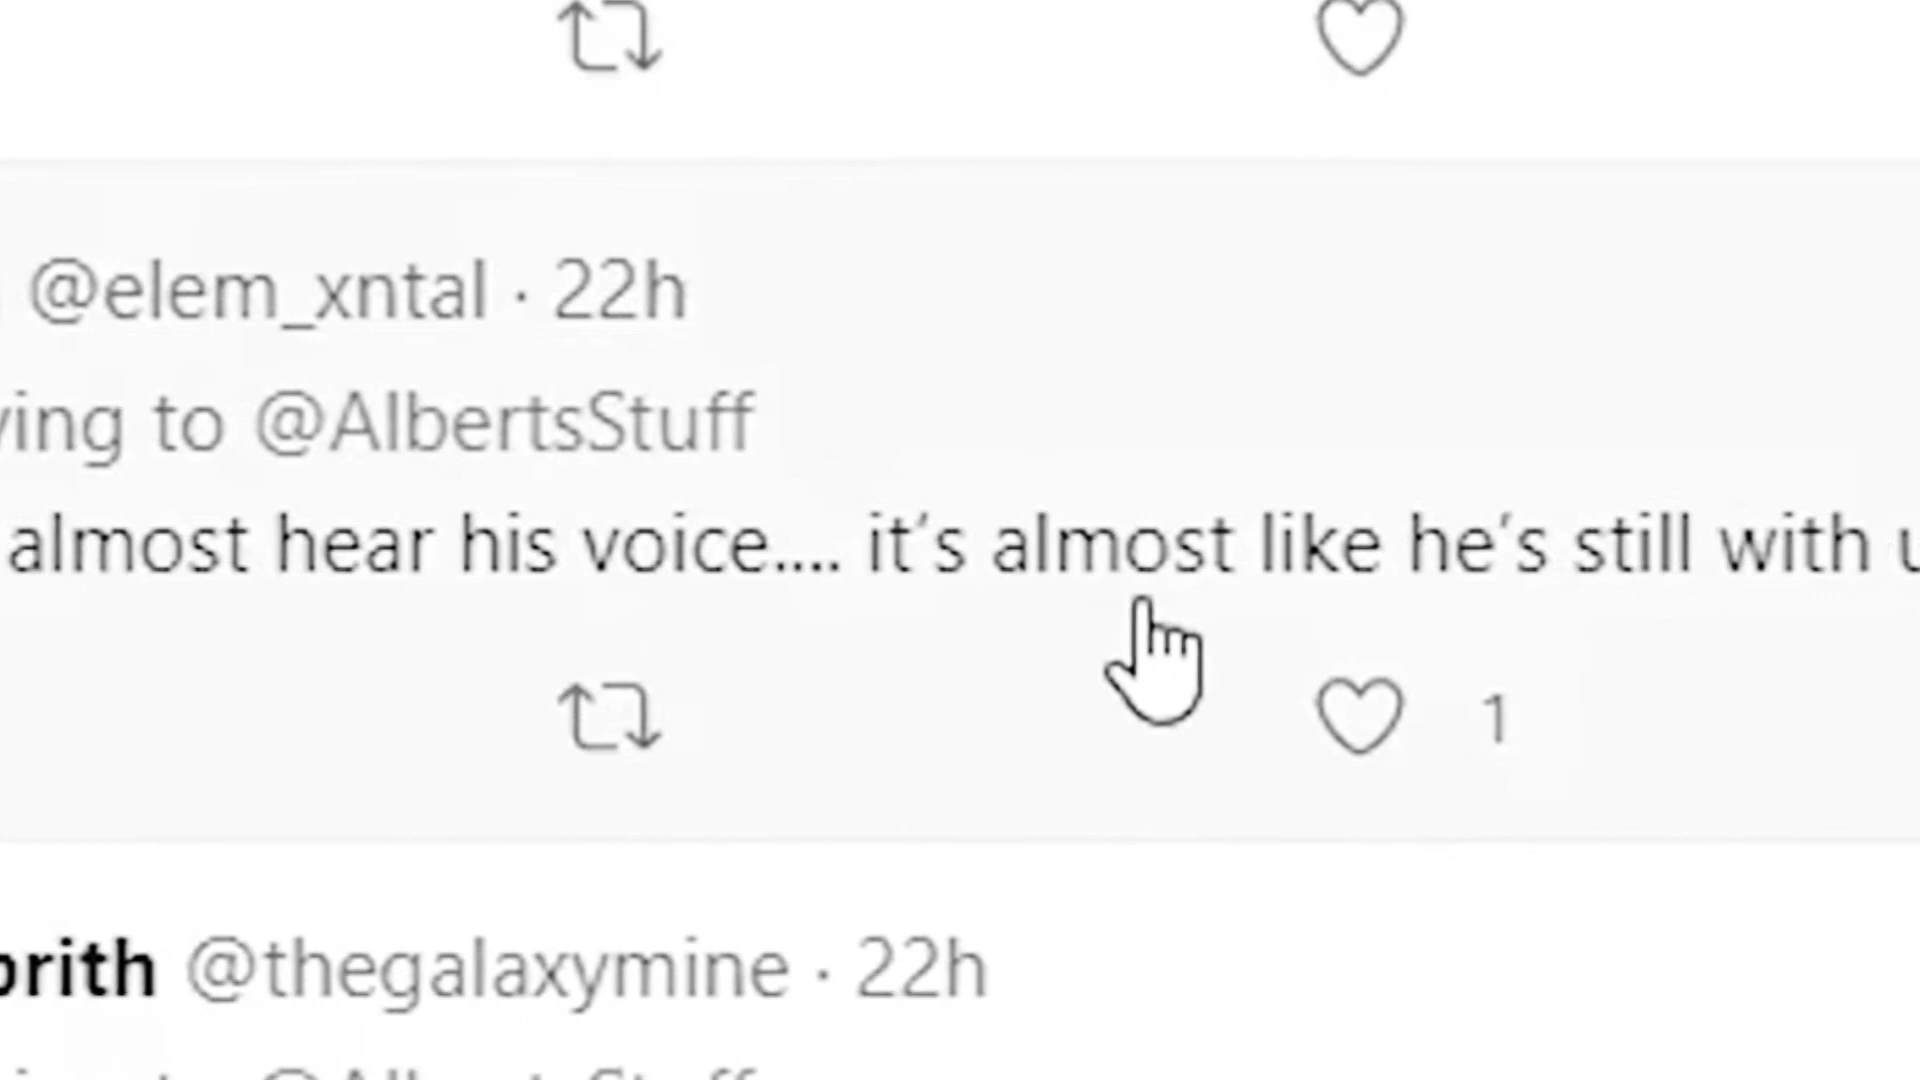 @elem_xntal · 22h
ying to @AlbertsStuff
almost hear his voice.... it's almost like he's still with u
1
orith @thegalaxymine · 22h
@AlbertsStuff